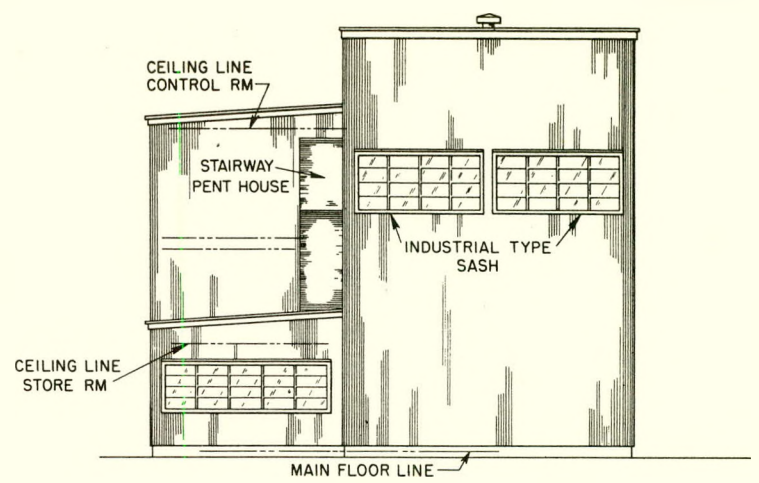 CEILING LINE
CONTROL RM
STAIRWAY
PENT HOUSE
INDUSTRIAL TYPE
SASH
CEILING LINE
STORE RM
MAIN FLOOR LINE